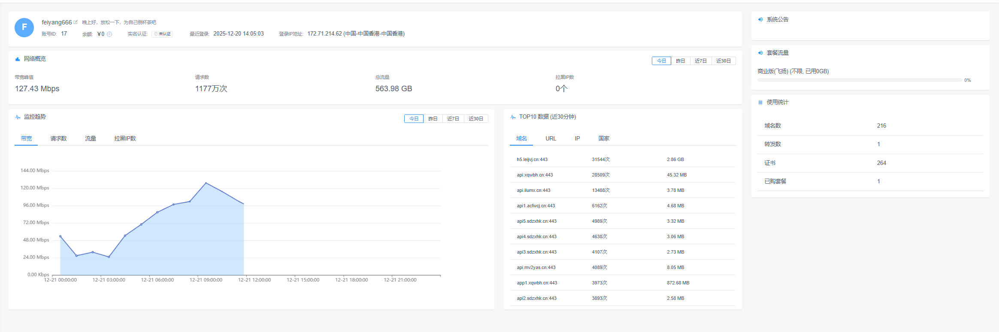 F
feiyang666 晚上好，放松一下，为自己倒杯茶吧
账号ID: 17 余额: ¥0 实名认证: 未认证 最近登录: 2025-12-20 14:05:03 登录IP地址: 172.71.214.62 (中国-中国香港-中国香港)
网络概览
今日 昨日 近7日 近30日
带宽峰值 请求数 总流量 拉黑IP数
127.43 Mbps 1177万次 563.98 GB 0个
监控趋势
今日 昨日 近7日 近30日
带宽 请求数 流量 拉黑IP数
144.00 Mbps
120.00 Mbps
96.00 Mbps
72.00 Mbps
48.00 Mbps
24.00 Mbps
0.00 Kbps
12-21 00:00:00 12-21 03:00:00 12-21 06:00:00 12-21 09:00:00 12-21 12:00:00 12-21 15:00:00 12-21 18:00:00 12-21 21:00:00
TOP10 数据 (近30分钟)
域名 URL IP 国家
h5.leijvj.cn:443 31544次 2.86 GB
api.xqwbh.cn:443 28509次 45.32 MB
api.ilumx.cn:443 13488次 3.78 MB
api1.acfwcj.cn:443 6162次 4.68 MB
api5.sdzxhk.cn:443 4989次 3.32 MB
api4.sdzxhk.cn:443 4638次 3.06 MB
api3.sdzxhk.cn:443 4107次 2.73 MB
api.mv2yas.cn:443 4089次 8.05 MB
app1.xqwbh.cn:443 3973次 872.68 MB
api2.sdzxhk.cn:443 3893次 2.58 MB
系统公告
套餐流量
商业版(飞扬) (不限, 已用0GB)
0%
使用统计
域名数 216
转发数 1
证书 264
已购套餐 1